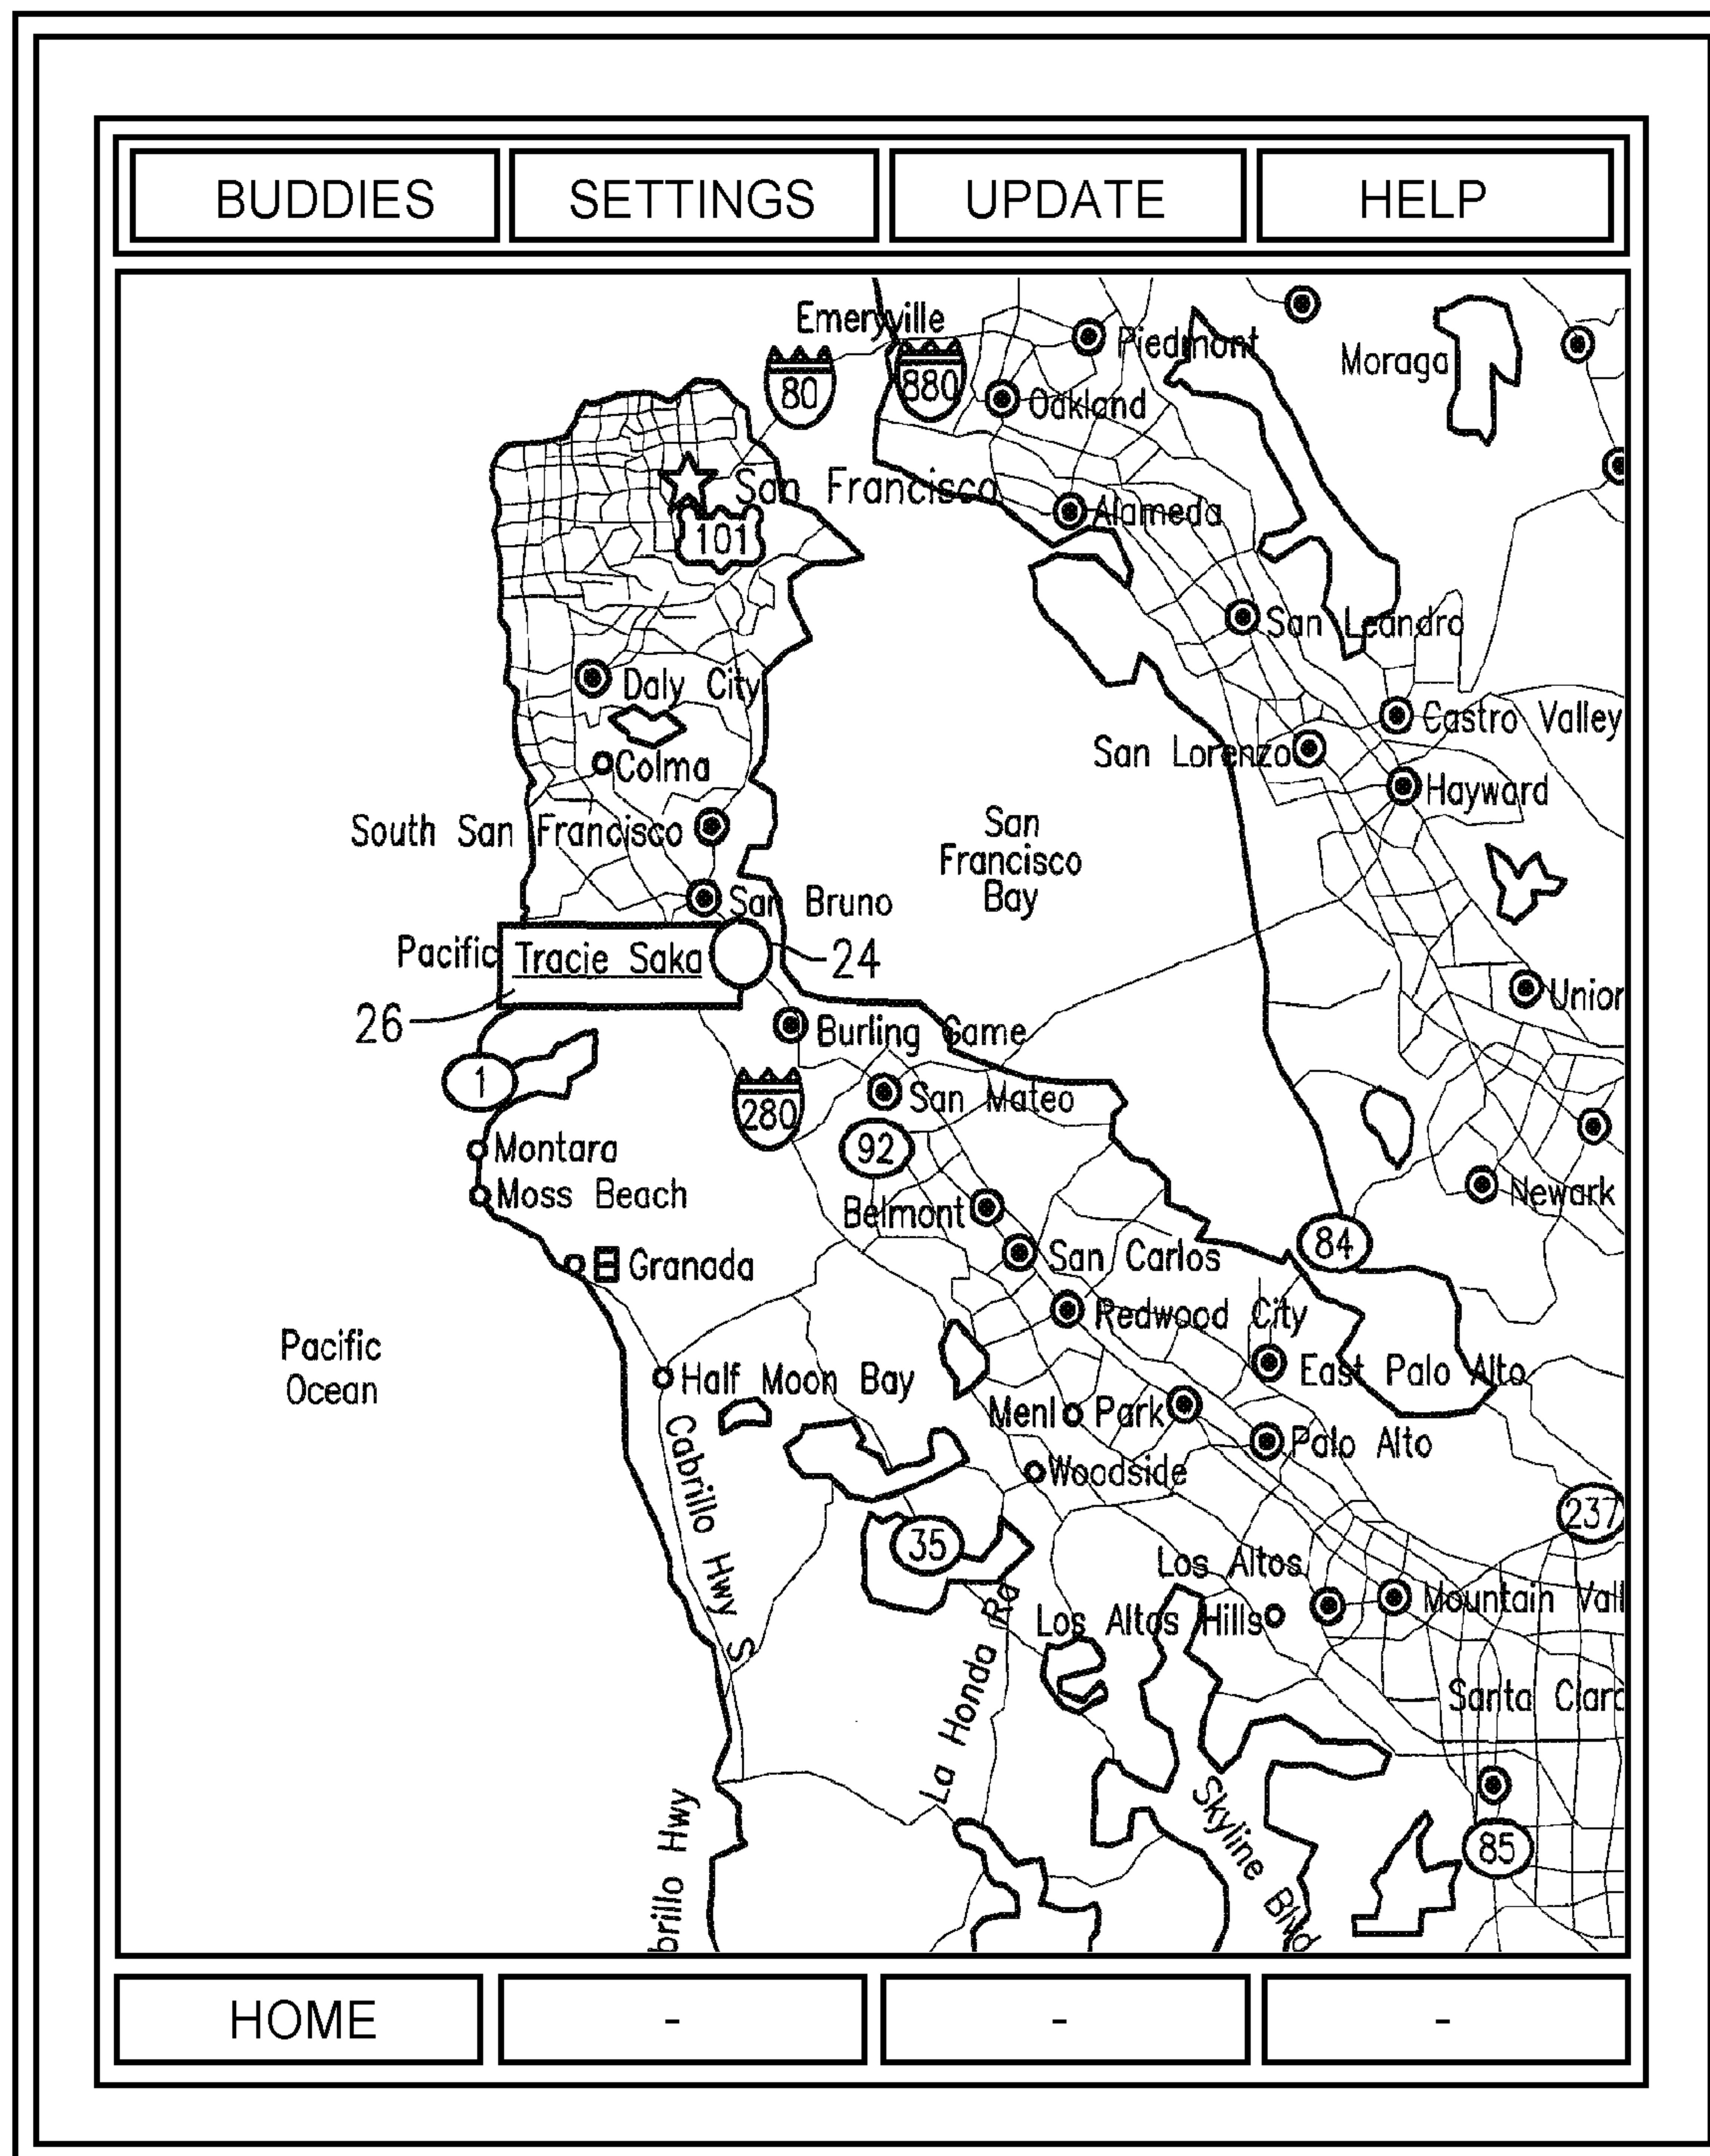 BUDDIES
SETTINGS
UPDATE
HELP
Emeryville
80
880
Piedmont
Moraga
Oakland
San Francisco
101
Alameda
San Leandro
Daly City
Castro Valley
San Lorenzo
Colma
Hayward
South San Francisco
San
Francisco
Bay
San Bruno
Pacific
Tracie Saka
24
26
Union
Burling Game
1
280
San Mateo
92
Montara
Moss Beach
Newark
Belmont
84
San Carlos
Granada
Redwood City
Pacific
Ocean
East Palo Alto
Half Moon Bay
Menlo Park
Palo Alto
Woodside
Cabrillo Hwy S
237
35
Los Altos
Mountain Vall
Los Altos Hills
La Honda Rd
Santa Clara
Skyline Blvd
85
brillo Hwy
HOME
-
-
-